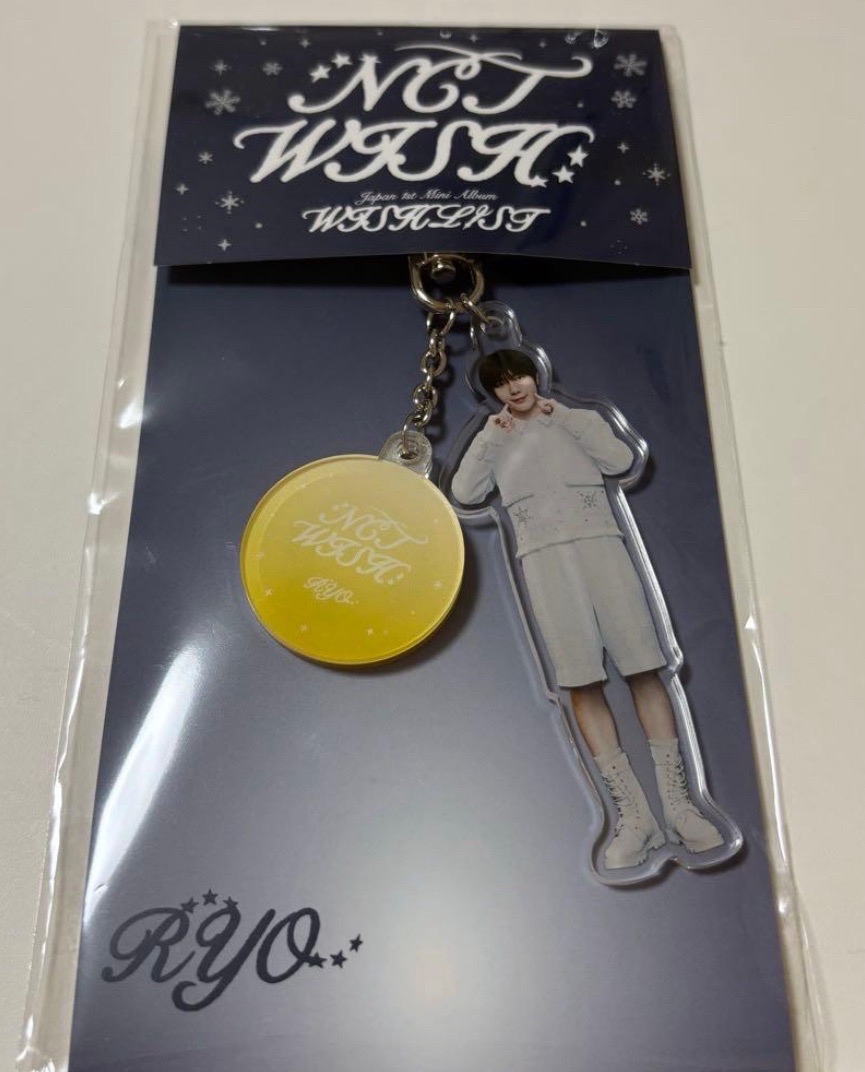 NCT
WISH
Japan 1st Mini Album
WISHLIST
NCT
WISH
RYO
RYO